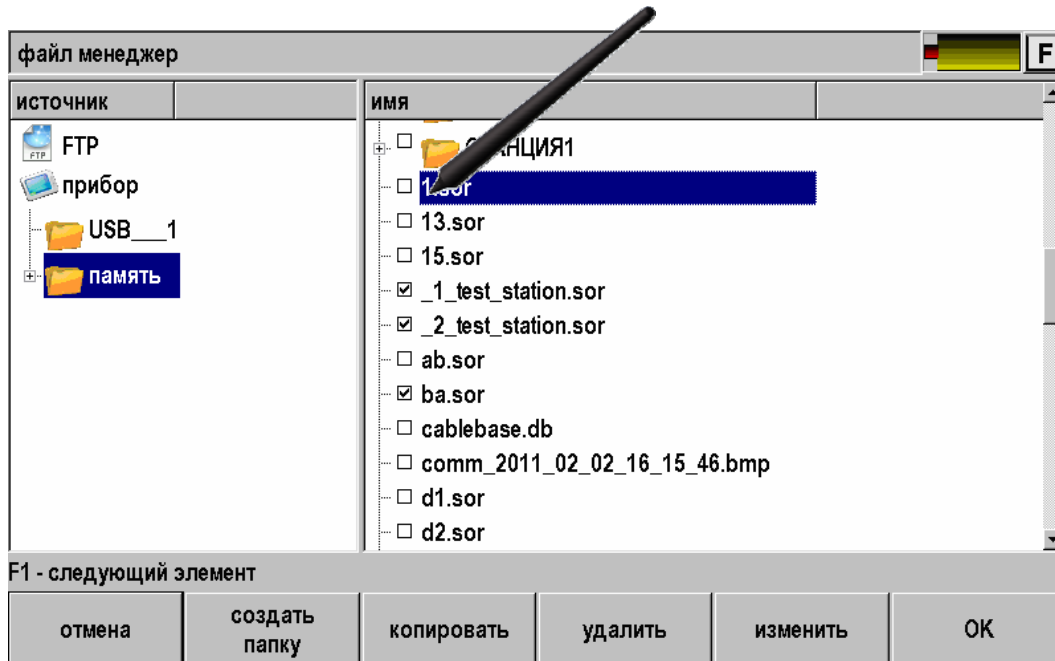 файл менеджер
F
источник
имя
FTP
прибор
USB___1
память
1.sor
13.sor
15.sor
_1_test_station.sor
_2_test_station.sor
ab.sor
ba.sor
cablebase.db
comm_2011_02_02_16_15_46.bmp
d1.sor
d2.sor
F1 - следующий элемент
отмена
создать
папку
копировать
удалить
изменить
OK